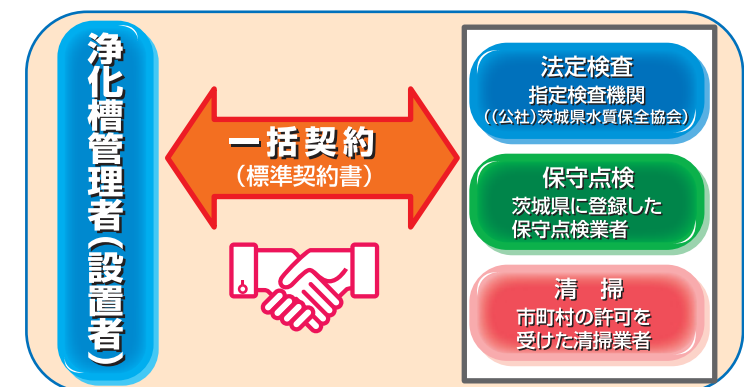 浄化槽管理者(設置者)
一括契約
(標準契約書)
法定検査
指定検査機関
((公社)茨城県水質保全協会)
保守点検
茨城県に登録した
保守点検業者
清 掃
市町村の許可を
受けた清掃業者